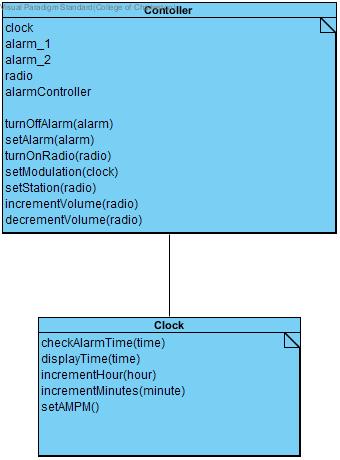 Visual Paradigm Standard(College of Ch
Contoller
clock
alarm_1
alarm_2
radio
alarmController
turnOffAlarm(alarm)
setAlarm(alarm)
turnOnRadio(radio)
setModulation(clock)
setStation(radio)
incrementVolume(radio)
decrementVolume(radio)
Clock
checkAlarmTime(time)
displayTime(time)
incrementHour(hour)
incrementMinutes(minute)
setAMPM()